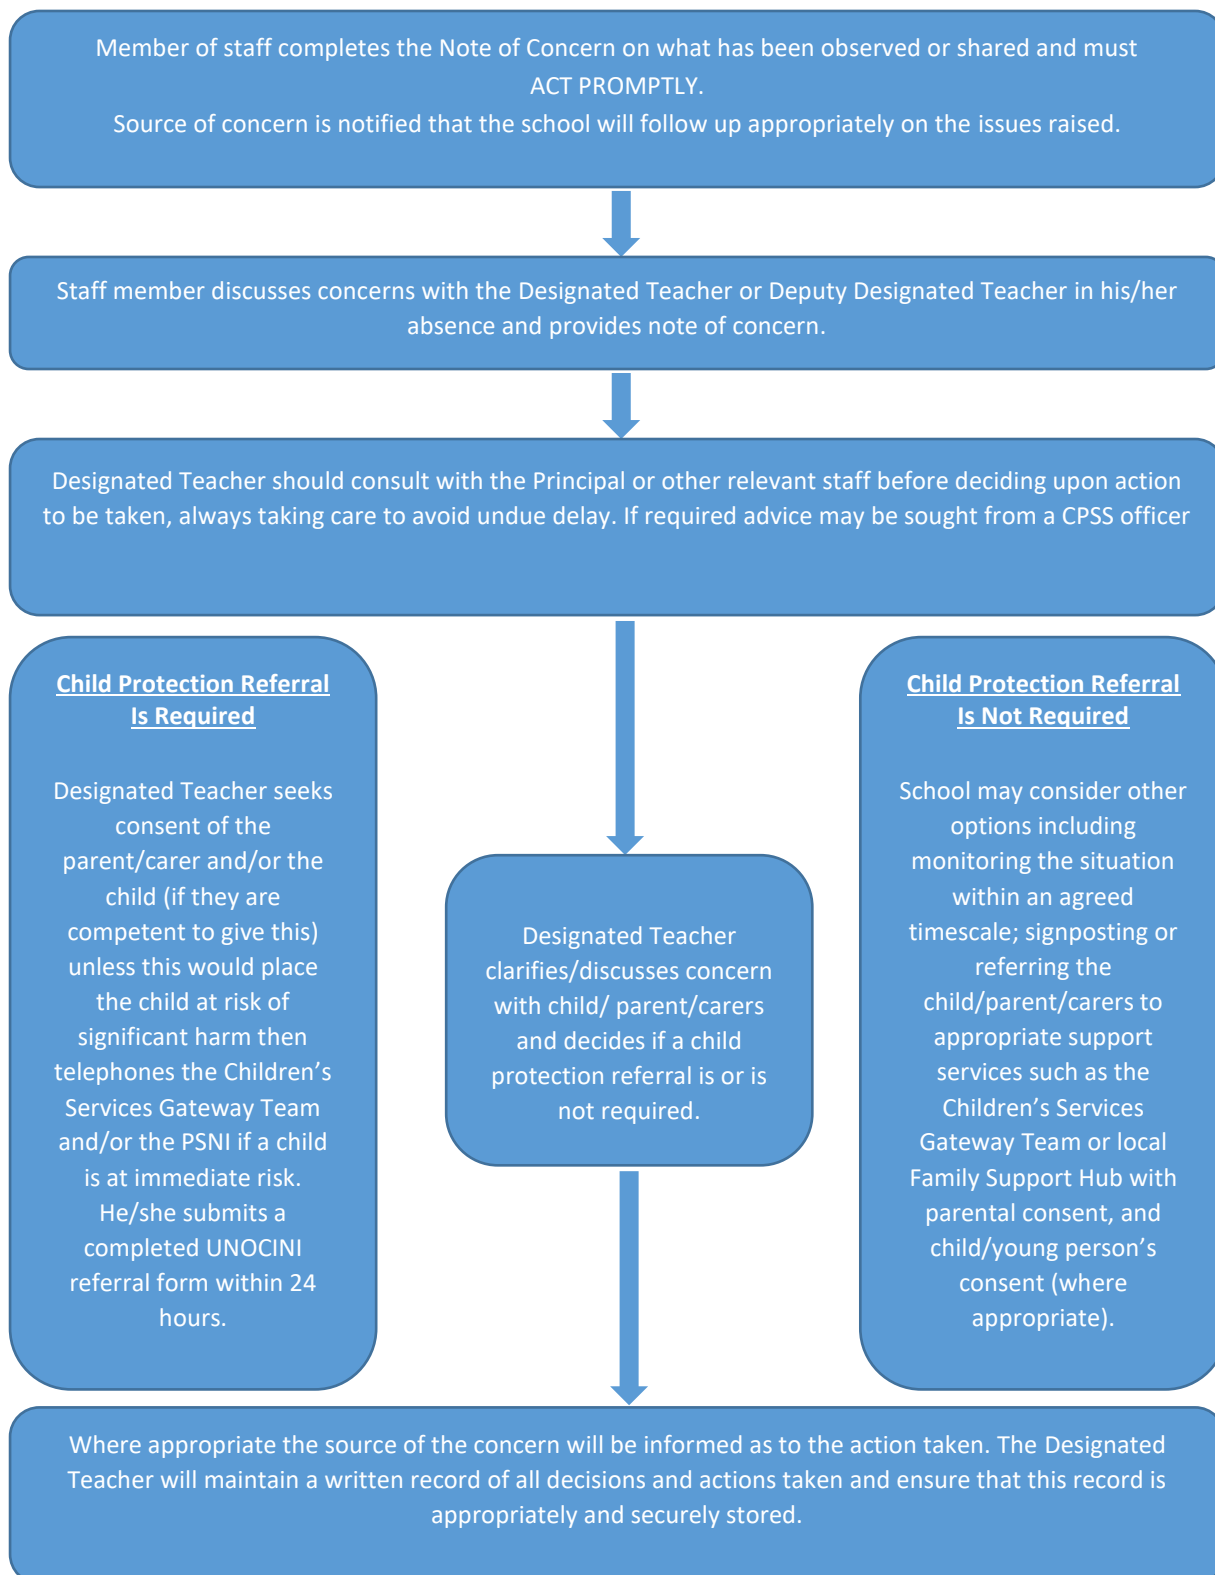 Member of staff completes the Note of Concern on what has been observed or shared and must
ACT PROMPTLY.
Source of concern is notified that the school will follow up appropriately on the issues raised.
Staff member discusses concerns with the Designated Teacher or Deputy Designated Teacher in his/her
absence and provides note of concern.
Designated Teacher should consult with the Principal or other relevant staff before deciding upon action
to be taken, always taking care to avoid undue delay. If required advice may be sought from a CPSS officer
Child Protection Referral
Is Required
Designated Teacher seeks
consent of the
parent/carer and/or the
child (if they are
competent to give this)
unless this would place
the child at risk of
significant harm then
telephones the Children’s
Services Gateway Team
and/or the PSNI if a child
is at immediate risk.
He/she submits a
completed UNOCINI
referral form within 24
hours.
Designated Teacher
clarifies/discusses concern
with child/ parent/carers
and decides if a child
protection referral is or is
not required.
Child Protection Referral
Is Not Required
School may consider other
options including
monitoring the situation
within an agreed
timescale; signposting or
referring the
child/parent/carers to
appropriate support
services such as the
Children’s Services
Gateway Team or local
Family Support Hub with
parental consent, and
child/young person’s
consent (where
appropriate).
Where appropriate the source of the concern will be informed as to the action taken. The Designated
Teacher will maintain a written record of all decisions and actions taken and ensure that this record is
appropriately and securely stored.